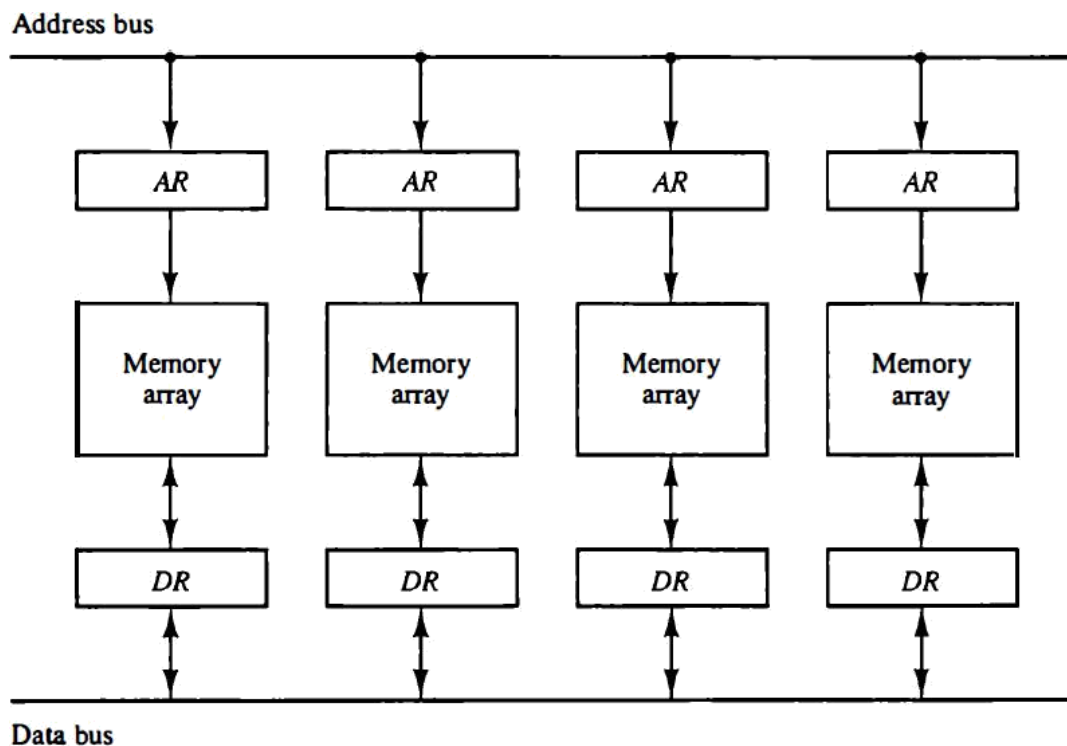 Address bus
AR AR AR AR
Memory array Memory array Memory array Memory array
DR DR DR DR
Data bus